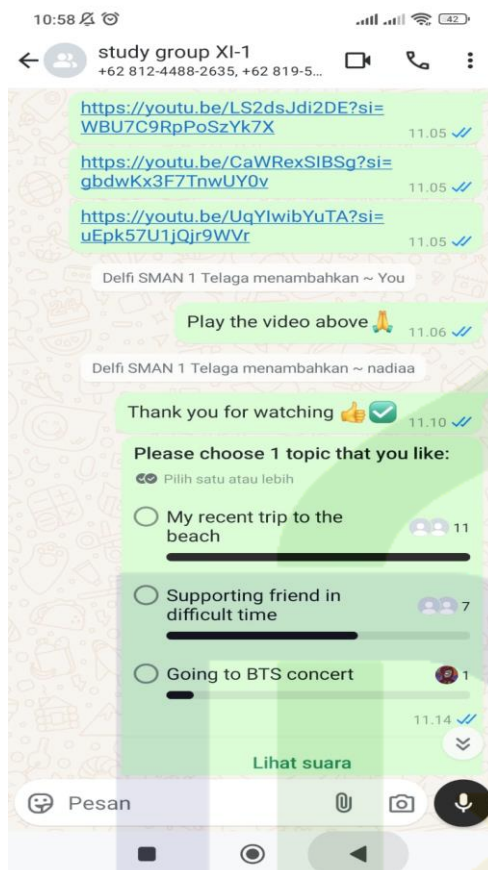 10:58
42
study group XI-1
+62 812-4488-2635, +62 819-5...
https://youtu.be/LS2dsJdi2DE?si=
WBU7C9RpPoSzYk7X
11.05
https://youtu.be/CaWRexSIBSg?si=
gbdwKx3F7TnwUY0v
11.05
https://youtu.be/UqYIwibYuTA?si=
uEpk57U1jQjr9WVr
11.05
Delfi SMAN 1 Telaga menambahkan ~ You
Play the video above🙏
11.06
Delfi SMAN 1 Telaga menambahkan ~ nadiaa
Thank you for watching 👍✅
11.10
Please choose 1 topic that you like:
Pilih satu atau lebih
My recent trip to the
beach
11
Supporting friend in
difficult time
7
Going to BTS concert
1
11.14
Lihat suara
Pesan